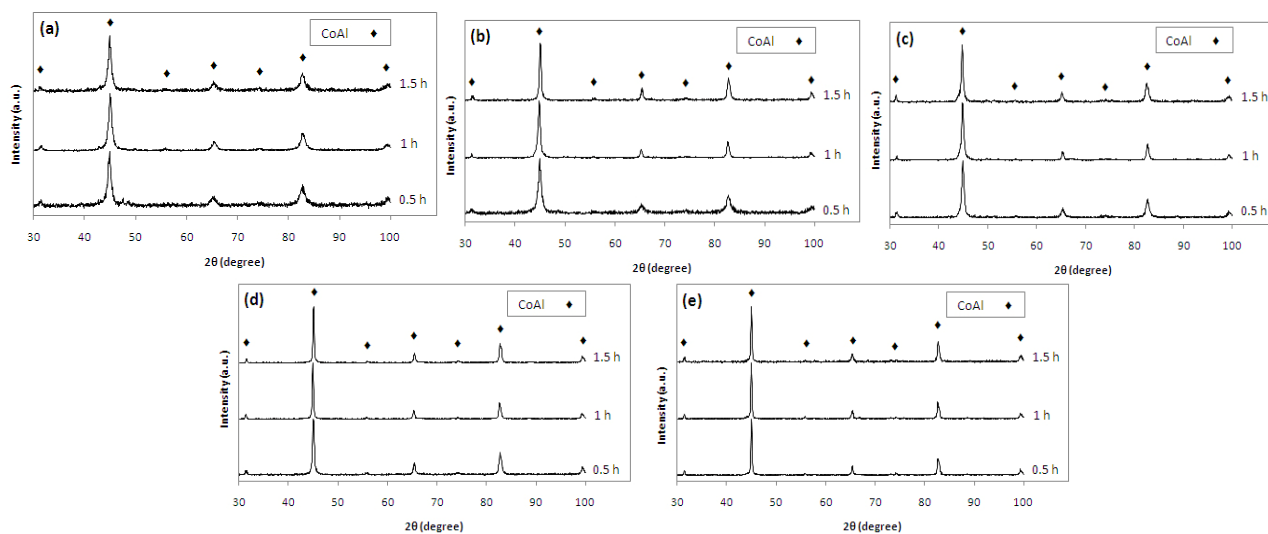 (a)
CoAl ♦
1.5 h
1 h
0.5 h
Intensity (a.u.)
30 40 50 60 70 80 90 100
2θ (degree)
(b)
CoAl ♦
1.5 h
1 h
0.5 h
Intensity (a.u.)
30 40 50 60 70 80 90 100
2θ (degree)
(c)
CoAl ♦
1.5 h
1 h
0.5 h
Intensity (a.u.)
30 40 50 60 70 80 90 100
2θ (degree)
(d)
CoAl ♦
1.5 h
1 h
0.5 h
Intensity (a.u.)
30 40 50 60 70 80 90 100
2θ (degree)
(e)
CoAl ♦
1.5 h
1 h
0.5 h
Intensity (a.u.)
30 40 50 60 70 80 90 100
2θ (degree)